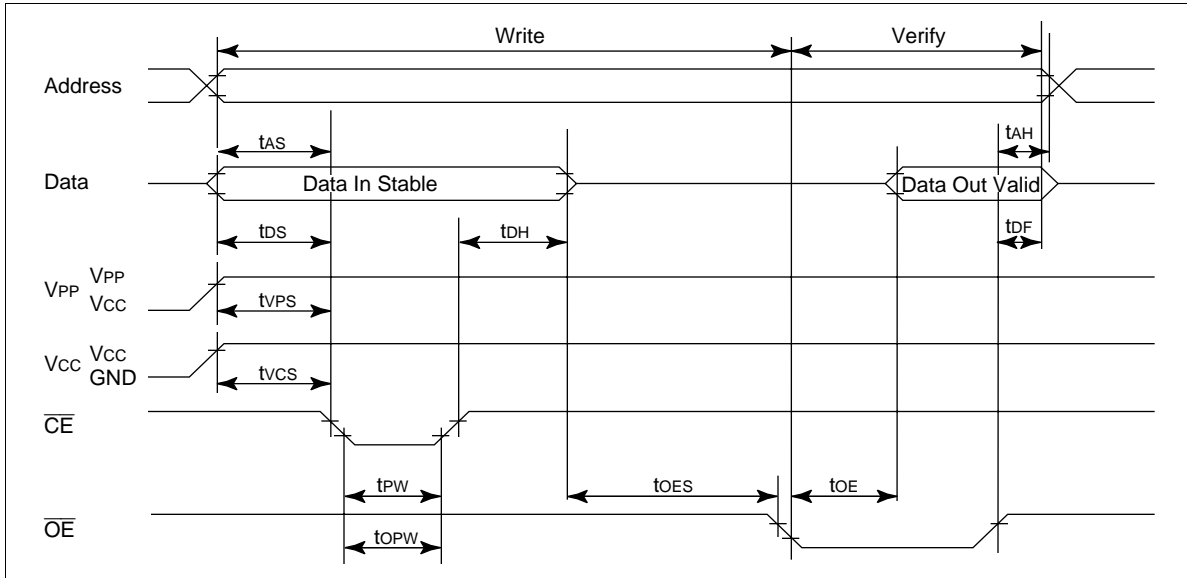 Write Verify
Address
tAS tAH
Data Data In Stable Data Out Valid
tDS tDH tDF
VPP VPP
VCC
tVPS
VCC VCC
GND
tVCS
CE
tPW tOES tOE
OE
tOPW